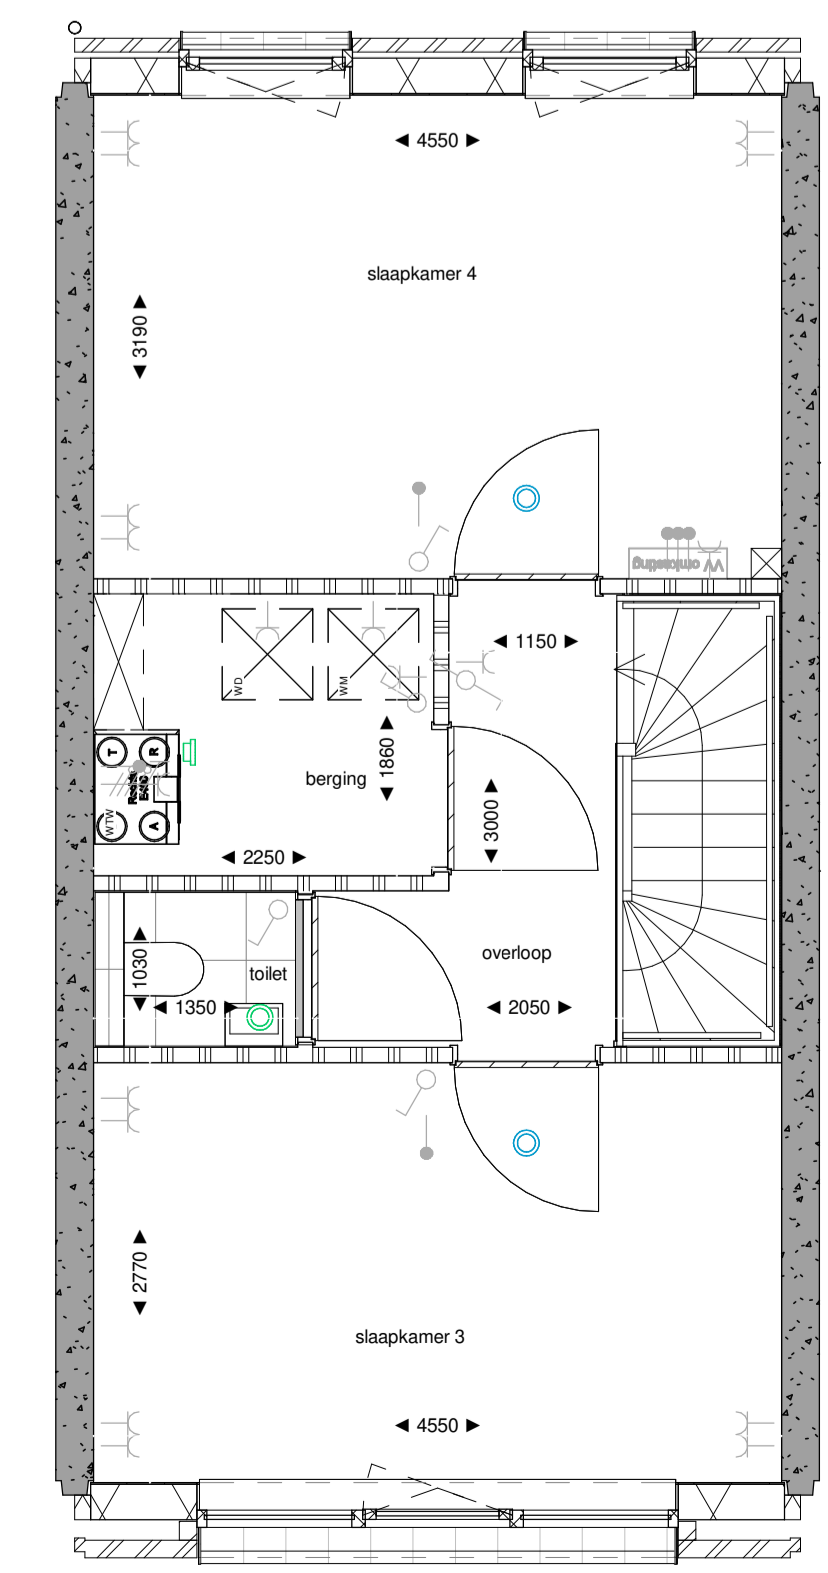 ◄ 4550 ►
slaapkamer 4
◄ 3190 ►
VV omkasting
◄ 1150 ►
WD
WM
T
R
WTW
A
berging
◄ 1860 ►
◄ 3000 ►
◄ 2250 ►
◄ 1030 ►
toilet
◄ 1350 ►
overloop
◄ 2050 ►
◄ 2770 ►
slaapkamer 3
◄ 4550 ►